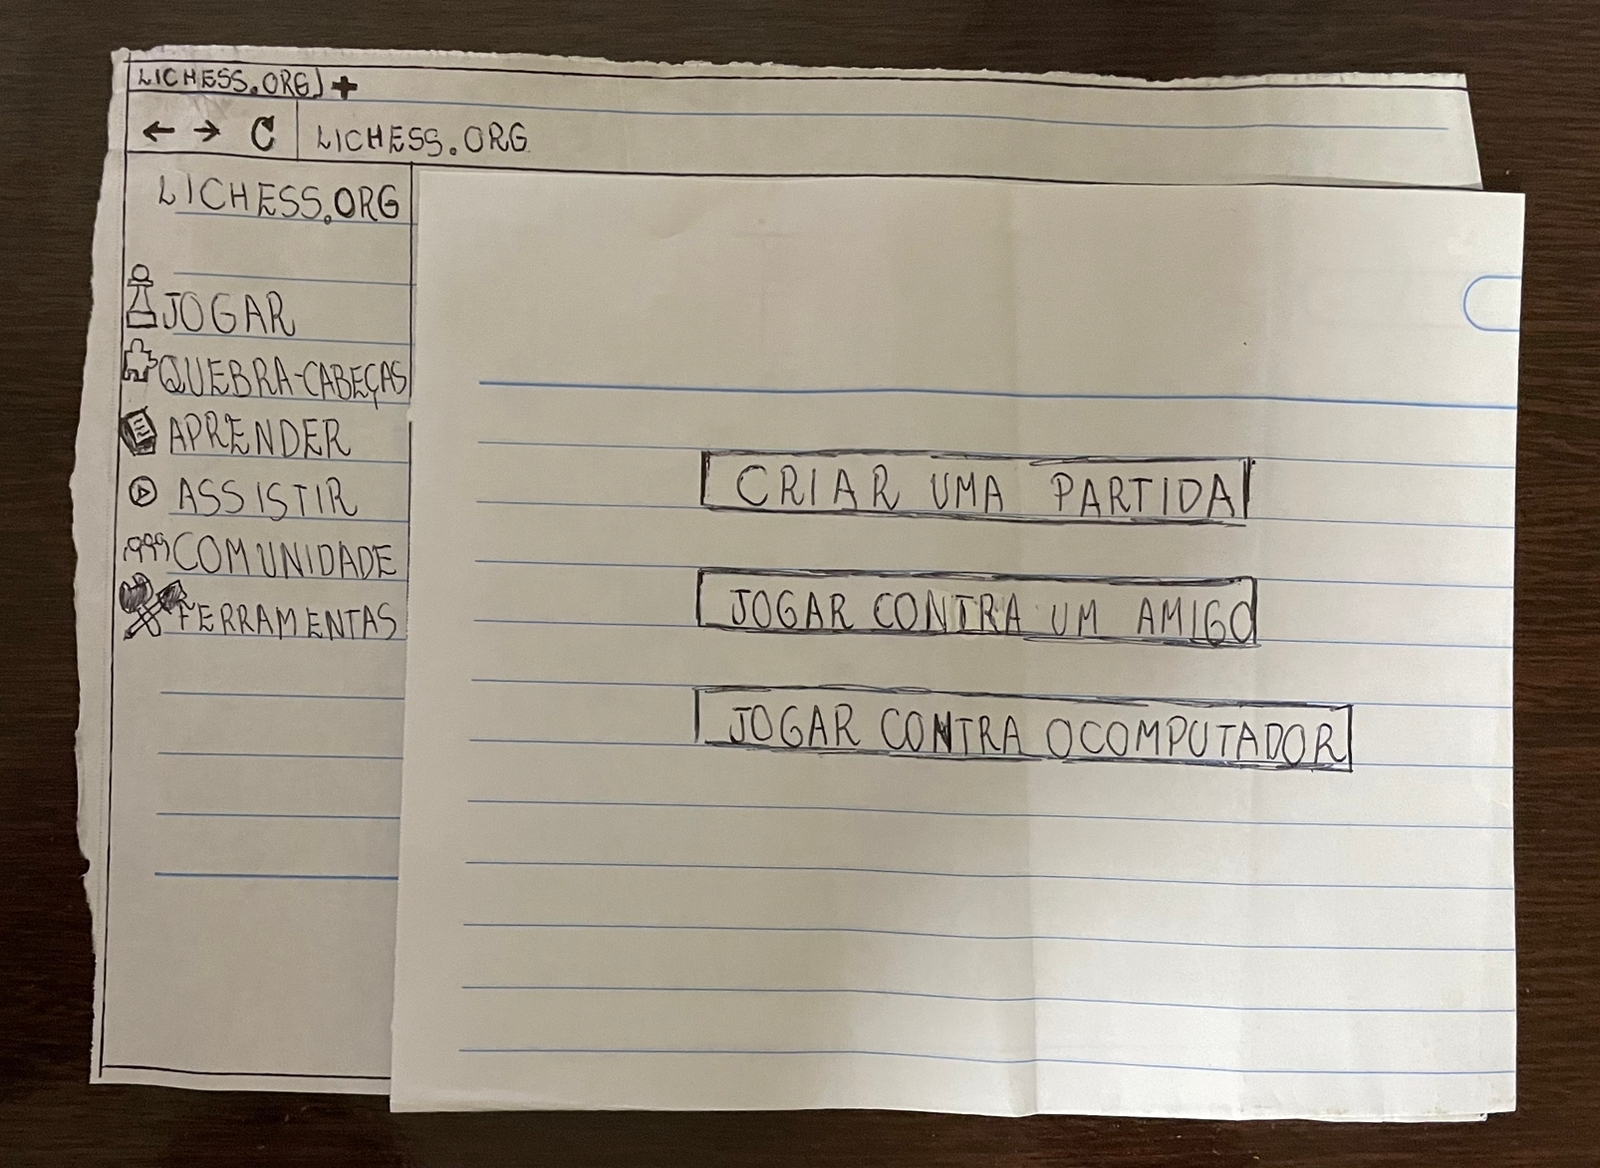 LICHESS.ORG +
← → C LICHESS.ORG
LICHESS.ORG
JOGAR
QUEBRA-CABEÇAS
APRENDER
ASSISTIR
COMUNIDADE
FERRAMENTAS
CRIAR UMA PARTIDA
JOGAR CONTRA UM AMIGO
JOGAR CONTRA O COMPUTADOR